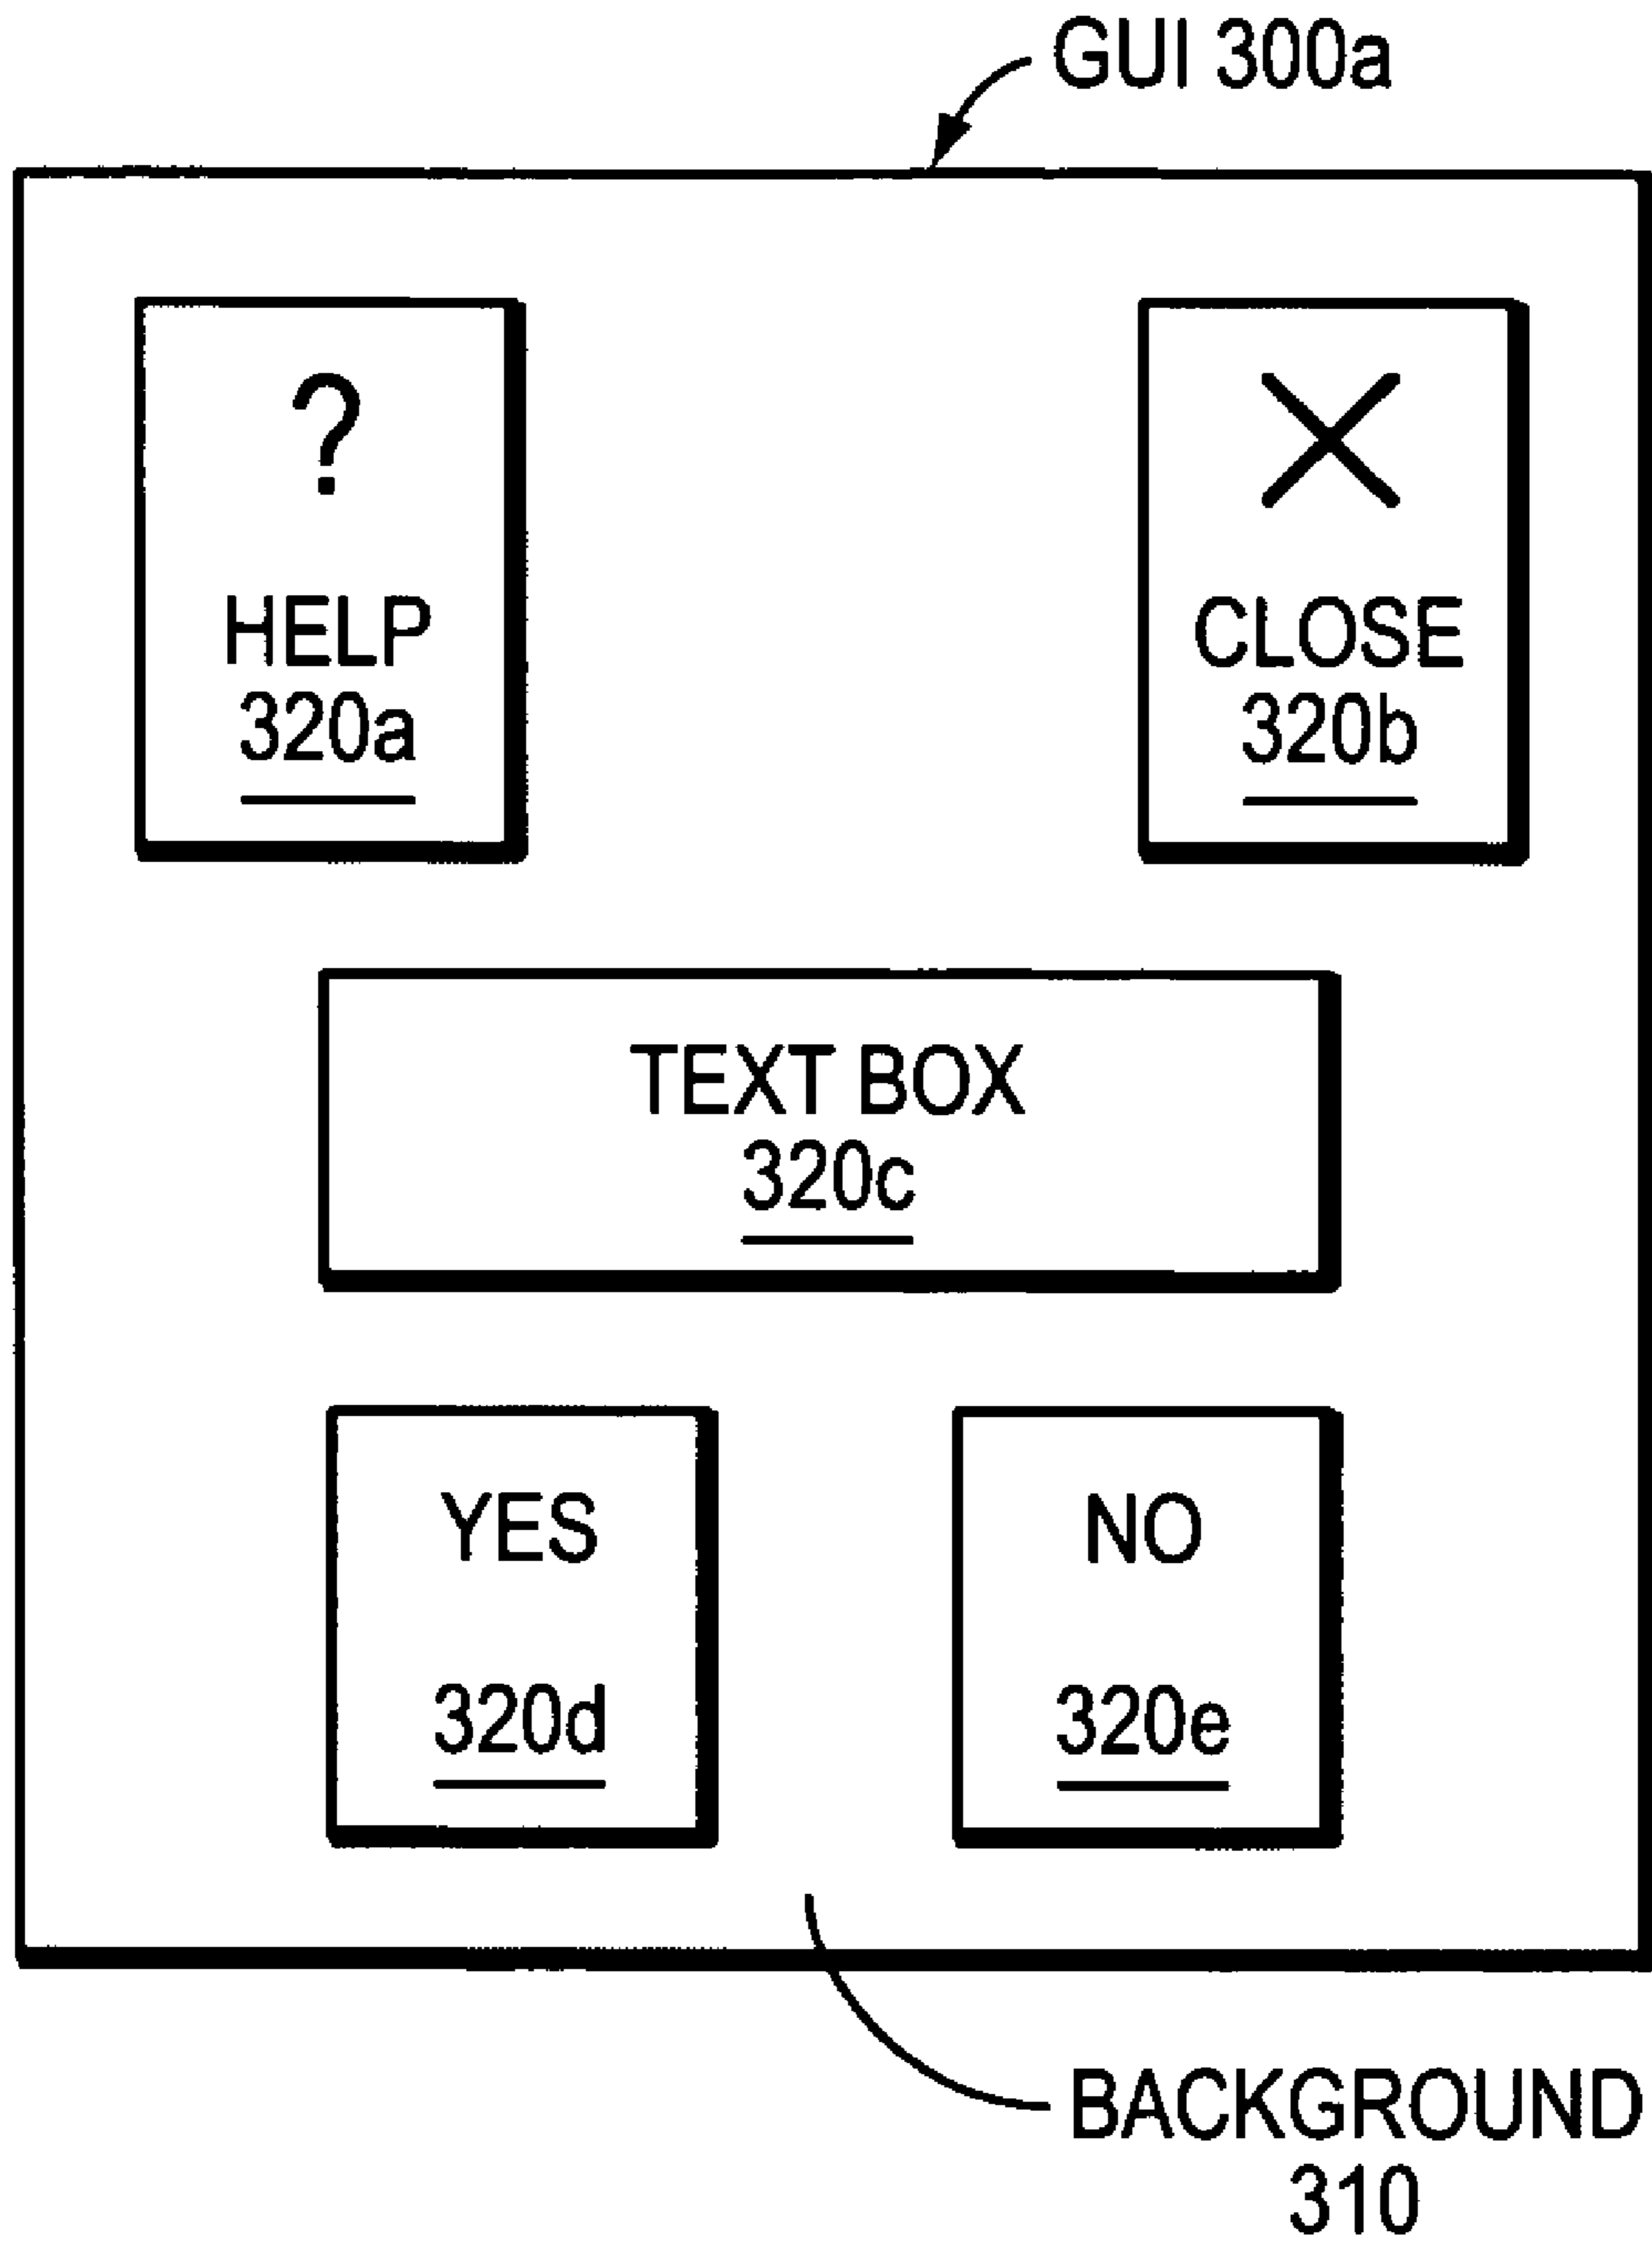 GUI 300a
?
HELP
320a
CLOSE
320b
TEXT BOX
320c
YES
320d
NO
320e
BACKGROUND
310